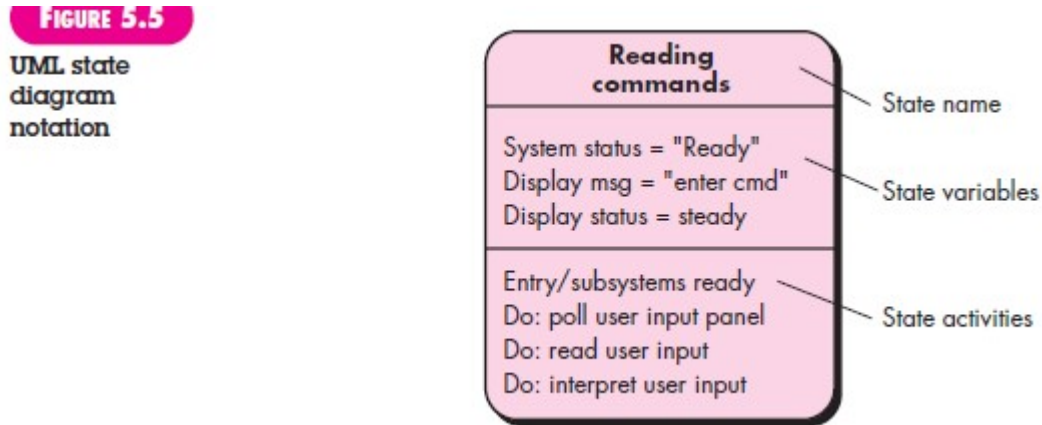 FIGURE 5.5
UML state
diagram
notation
Reading
commands
State name
System status = "Ready"
Display msg = "enter cmd"
Display status = steady
State variables
Entry/subsystems ready
Do: poll user input panel
Do: read user input
Do: interpret user input
State activities